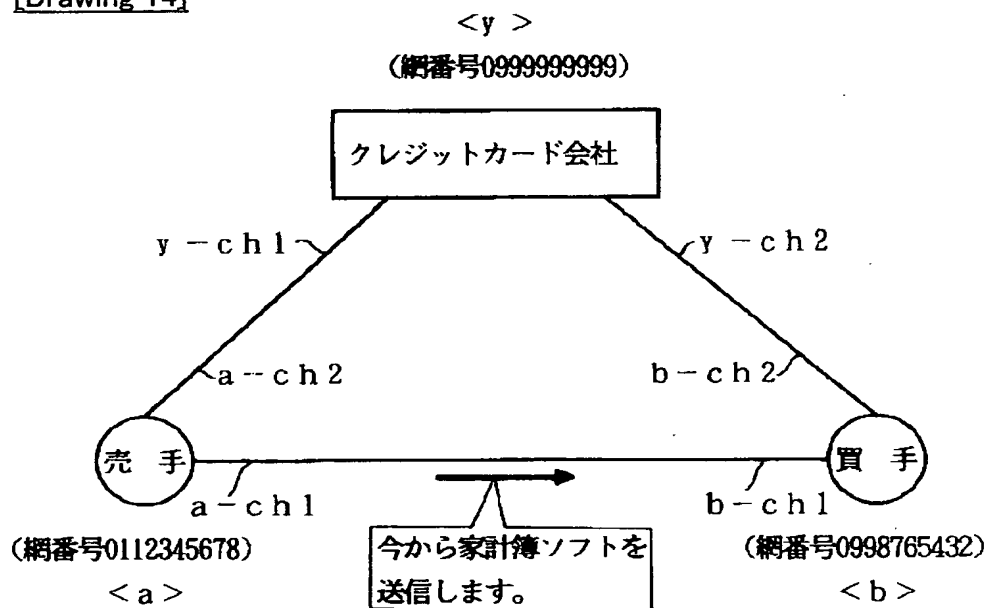 [Drawing 14]
<y>
(網番号0999999999)
クレジットカード会社
y-ch1
y-ch2
a-ch2
b-ch2
売 手
買 手
a-ch1
b-ch1
(網番号0112345678)
今から家計簿ソフトを
送信します。
(網番号0998765432)
<a>
<b>